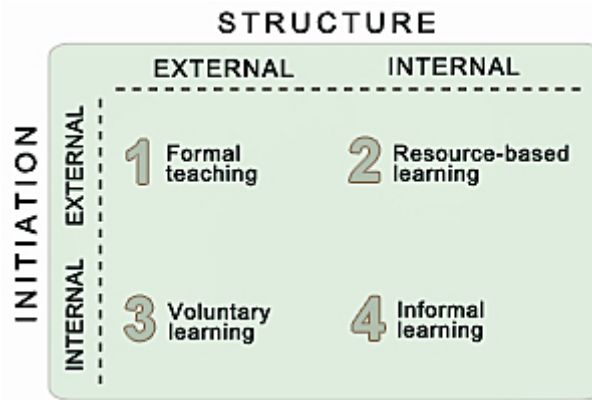 STRUCTURE
EXTERNAL INTERNAL
INITIATION
EXTERNAL
1 Formal
teaching
2 Resource-based
learning
INTERNAL
3 Voluntary
learning
4 Informal
learning